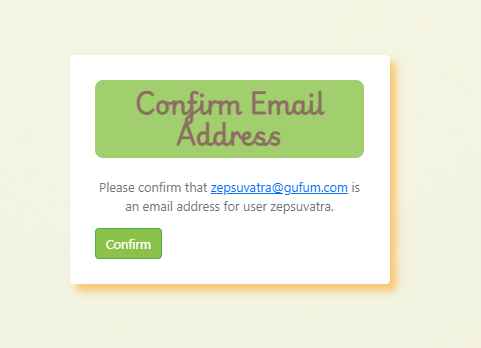 Confirm Email
Address
Please confirm that zepsuvatra@gufum.com is
an email address for user zepsuvatra.
Confirm